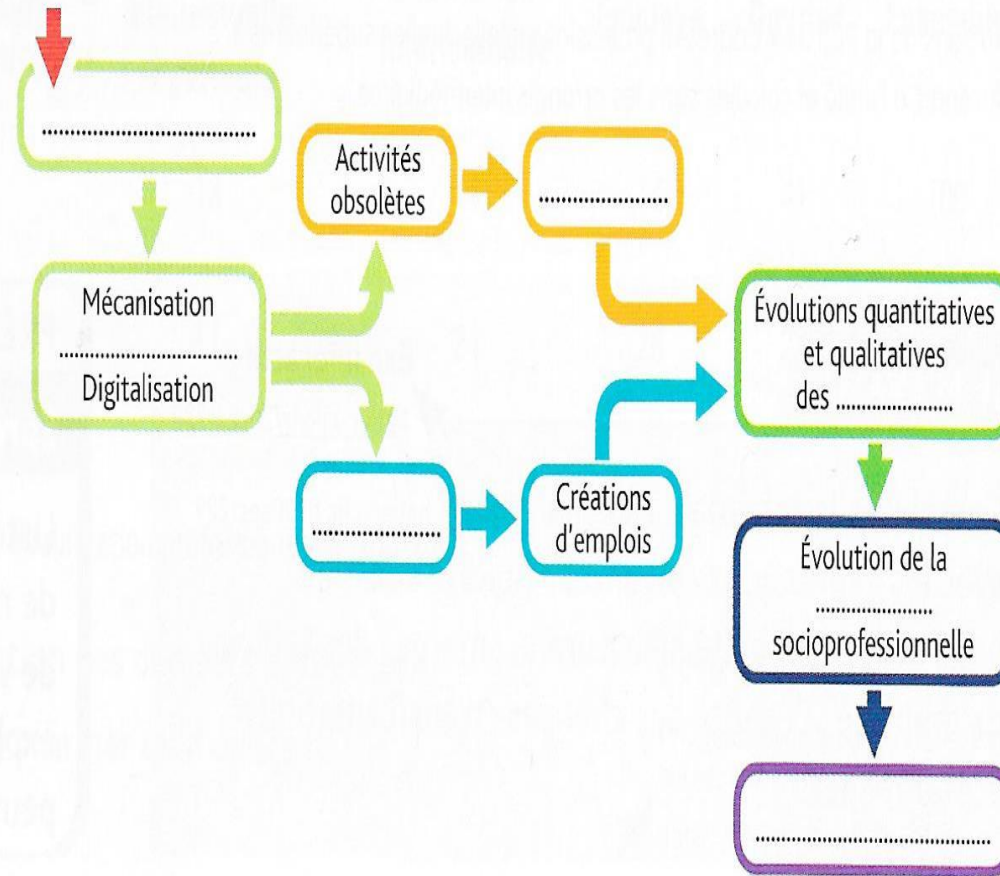 ............................
Activités
obsolètes
.......................
Mécanisation
............................
Digitalisation
Évolutions quantitatives
et qualitatives
des .....................
.......................
Créations
d'emplois
Évolution de la
.....................
socioprofessionnelle
..........................................